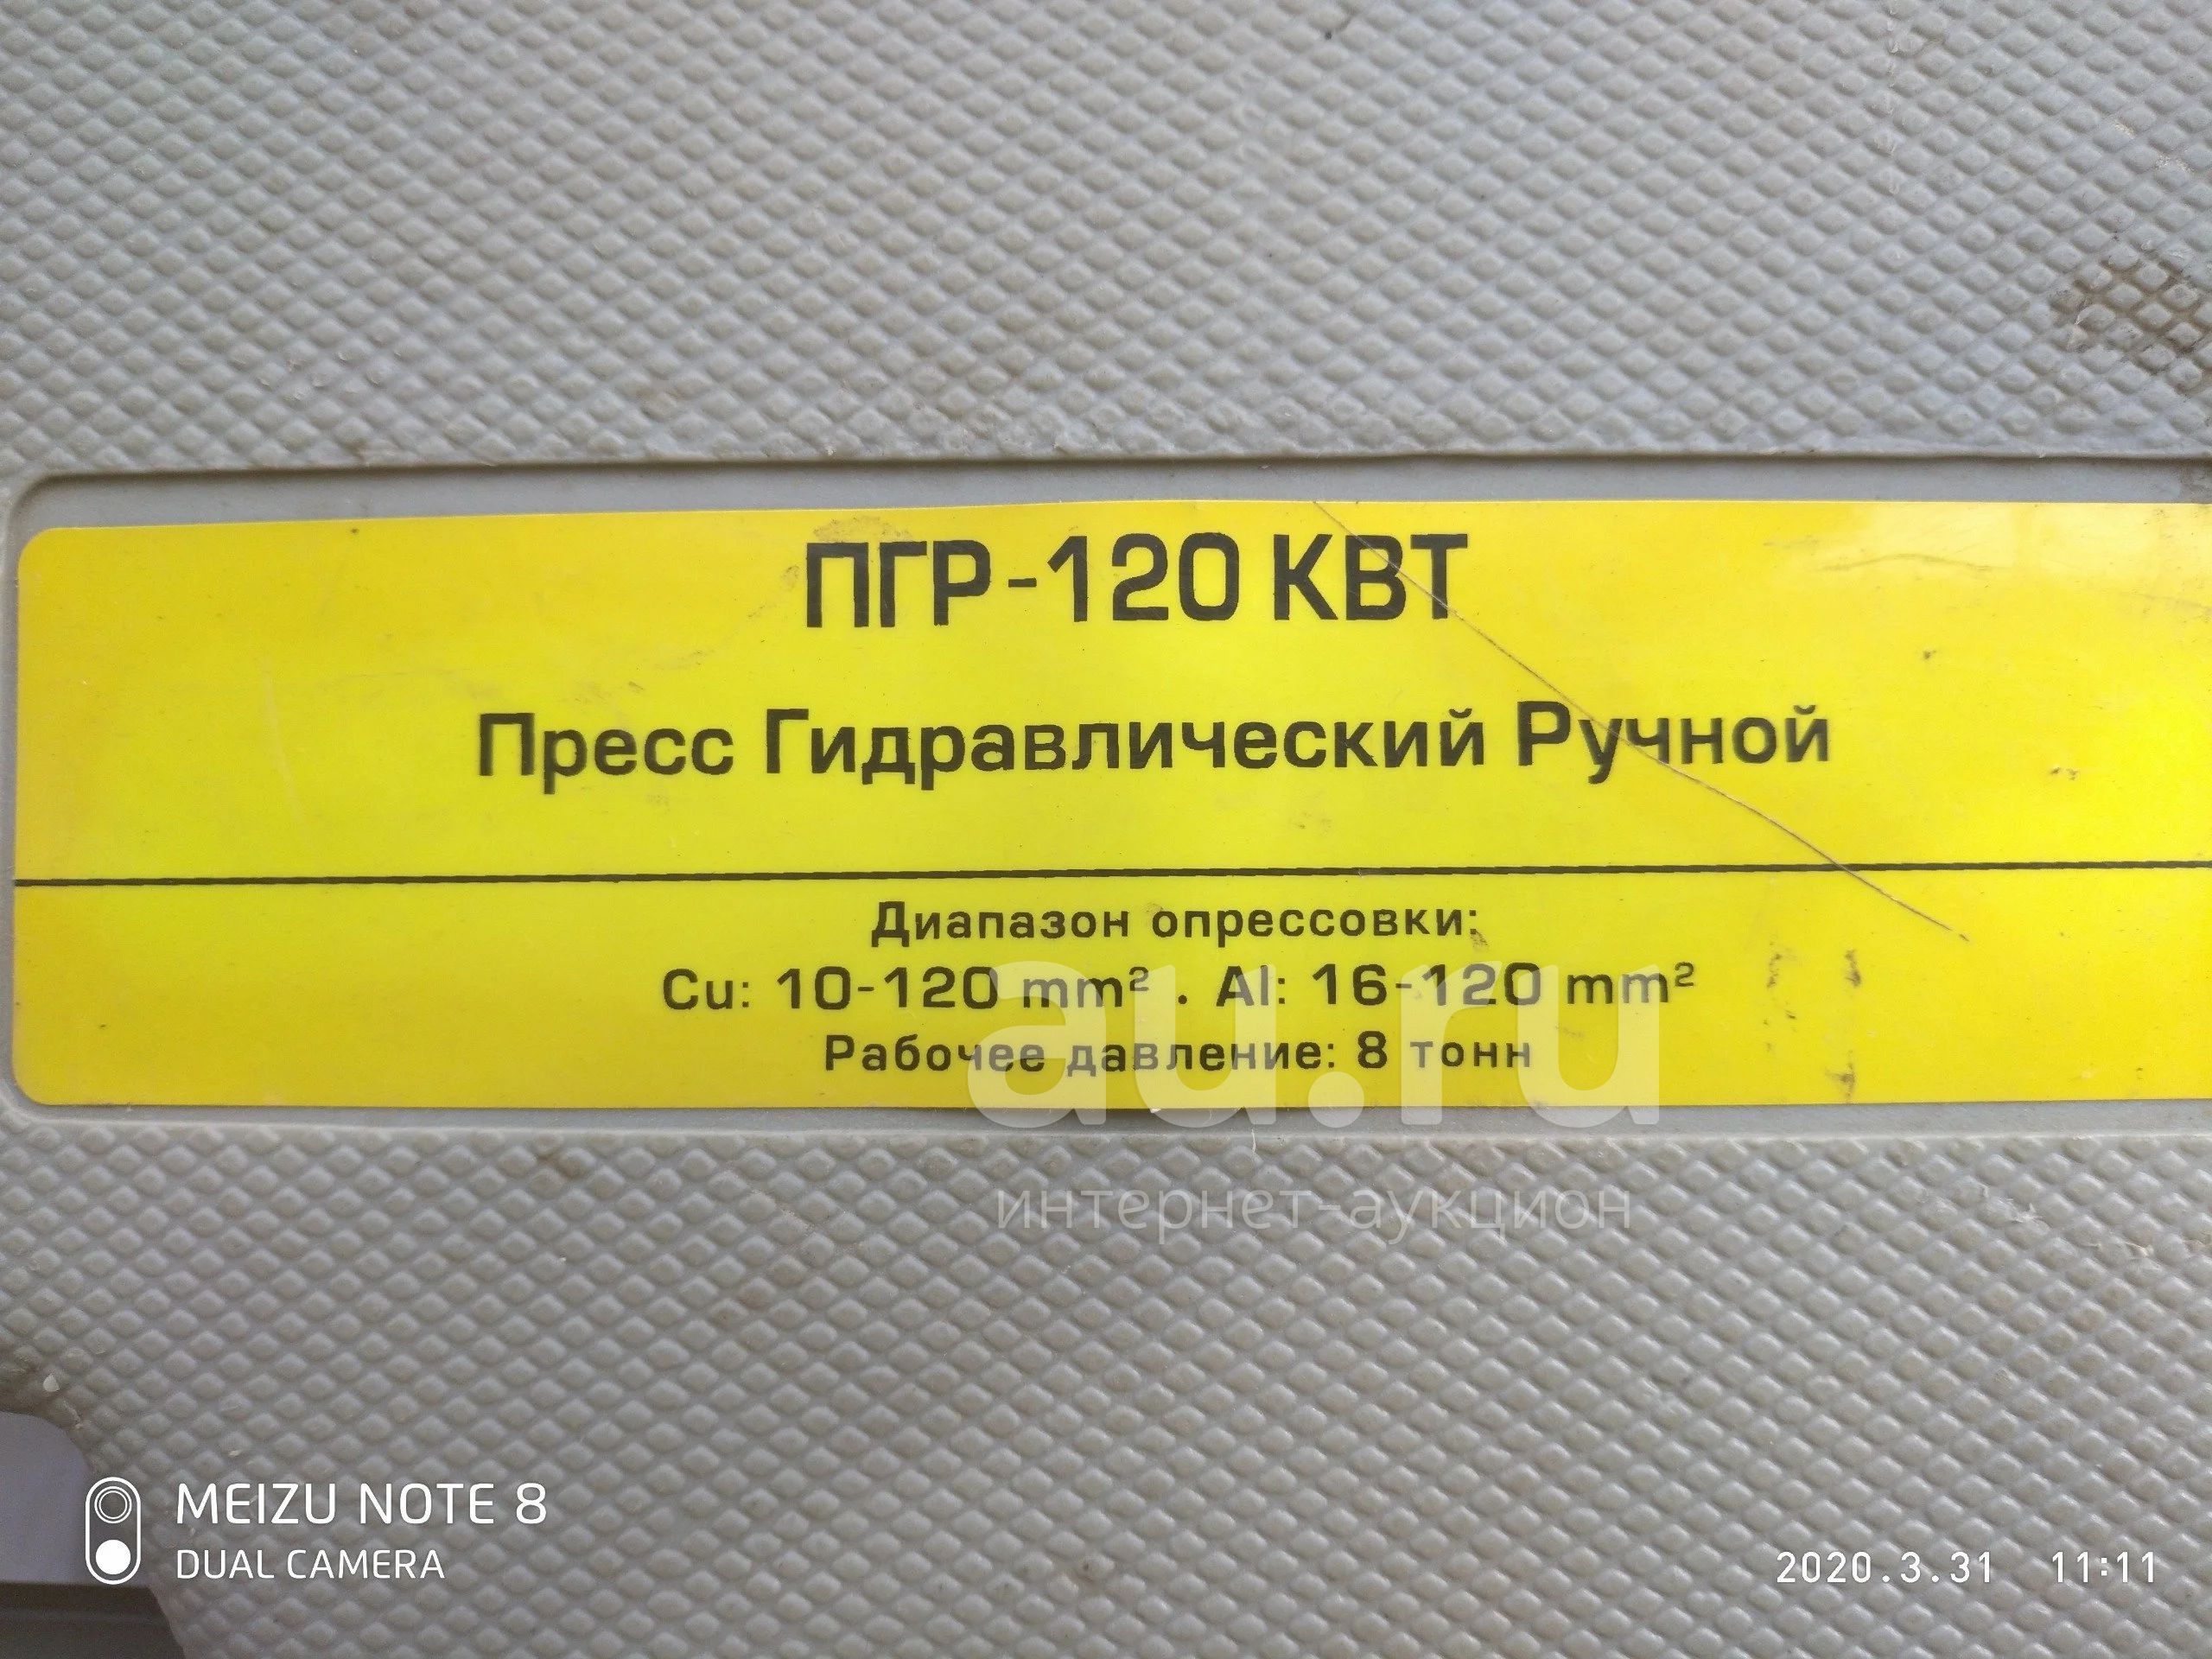 ПГР-120 КВТ
Пресс Гидравлический Ручной
Диапазон опрессовки:
Cu: 10-120 mm² . Al: 16-120 mm²
Рабочее давление: 8 тонн
au.ru
интернет-аукцион
MEIZU NOTE 8
DUAL CAMERA
2020.3.31 11:11